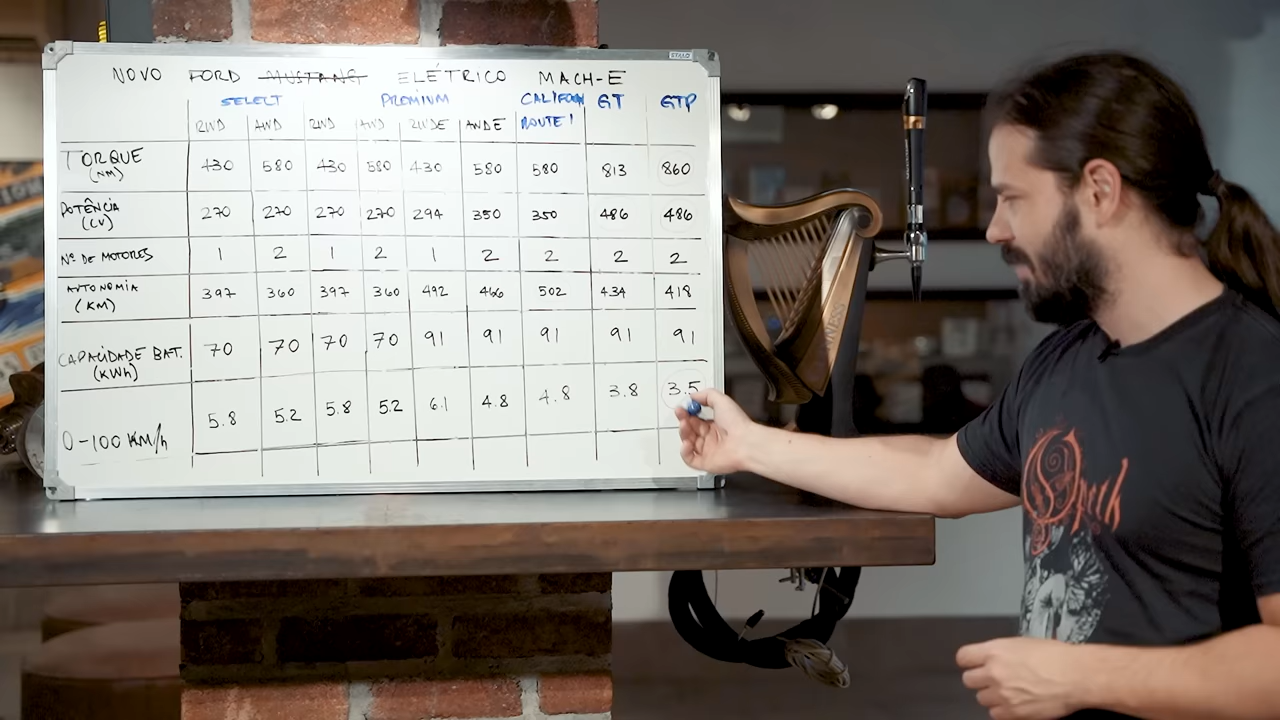 STALO
NOVO FORD MUSTANG ELÉTRICO MACH-E
SELECT PREMIUM CALIFORN GT GTP
RWD AWD RWD AWD RWDE AWDE ROUTE 1
TORQUE (NM) 430 580 430 580 430 580 580 813 860
POTÊNCIA (CV) 270 270 270 270 294 350 350 486 486
Nº DE MOTORES 1 2 1 2 1 2 2 2 2
AUTONOMIA (KM) 397 360 397 360 492 466 502 434 418
CAPACIDADE BAT. (KWh) 70 70 70 70 91 91 91 91 91
0-100 KM/h 5.8 5.2 5.8 5.2 6.1 4.8 4.8 3.8 3.5
Opeth